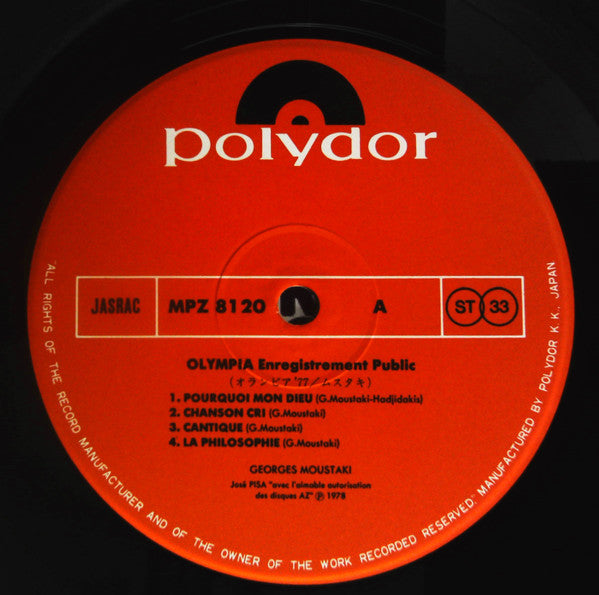 polydor
JASRAC
MPZ 8120
A
ST 33
OLYMPIA Enregistrement Public
(オランピア'77/ムスタキ)
1. POURQUOI MON DIEU (G.Moustaki-Hadjidakis)
2. CHANSON CRI (G.Moustaki)
3. CANTIQUE (G.Moustaki)
4. LA PHILOSOPHIE (G.Moustaki)
GEORGES MOUSTAKI
José PISA "avec l'aimable autorisation
des disques AZ" Ⓟ 1978
"ALL RIGHTS OF THE RECORD MANUFACTURER AND OF THE OWNER OF THE WORK RECORDED RESERVED." MANUFACTURED BY POLYDOR K.K., JAPAN